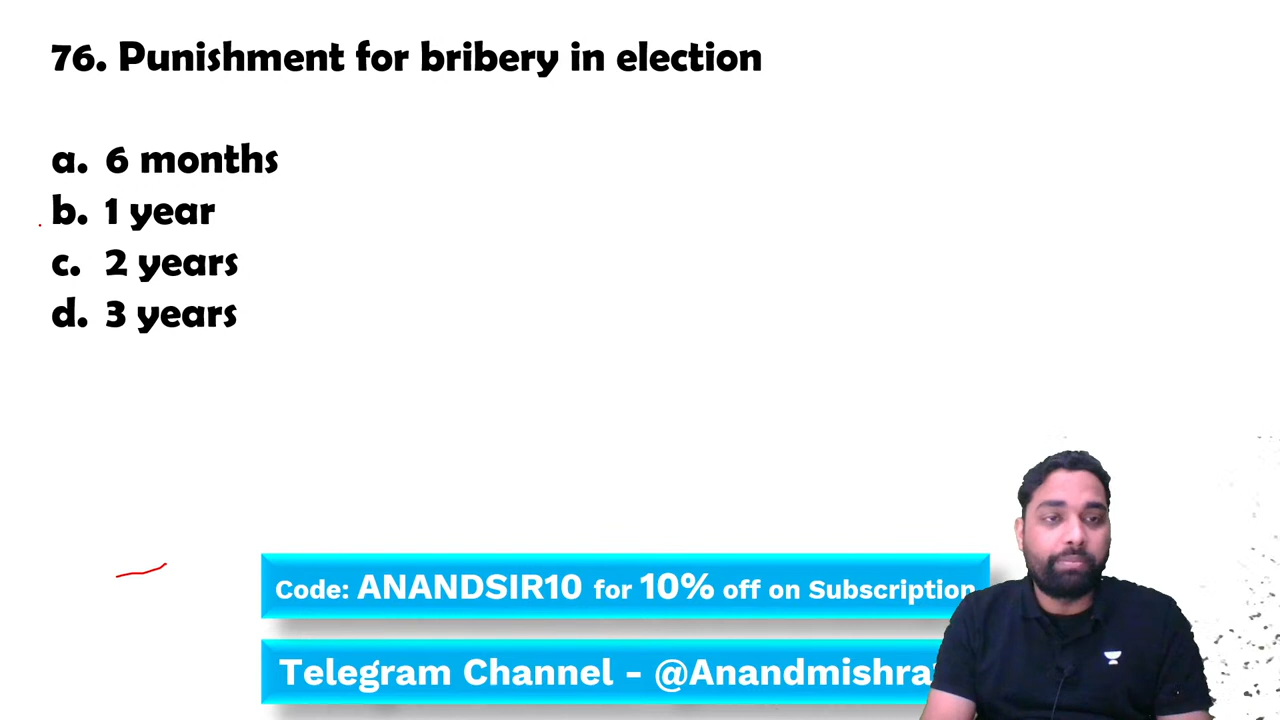 76. Punishment for bribery in election
a. 6 months
b. 1 year
c. 2 years
d. 3 years
Code: ANANDSIR10 for 10% off on Subscription
Telegram Channel - @Anandmishra